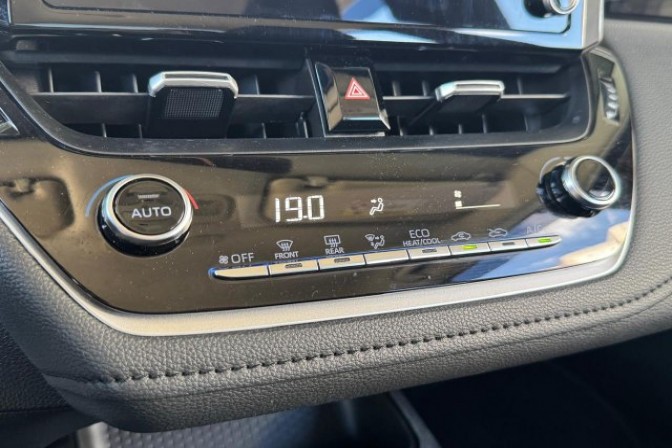 AUTO
19.0
OFF
FRONT
REAR
ECO
HEAT/COOL
A/C